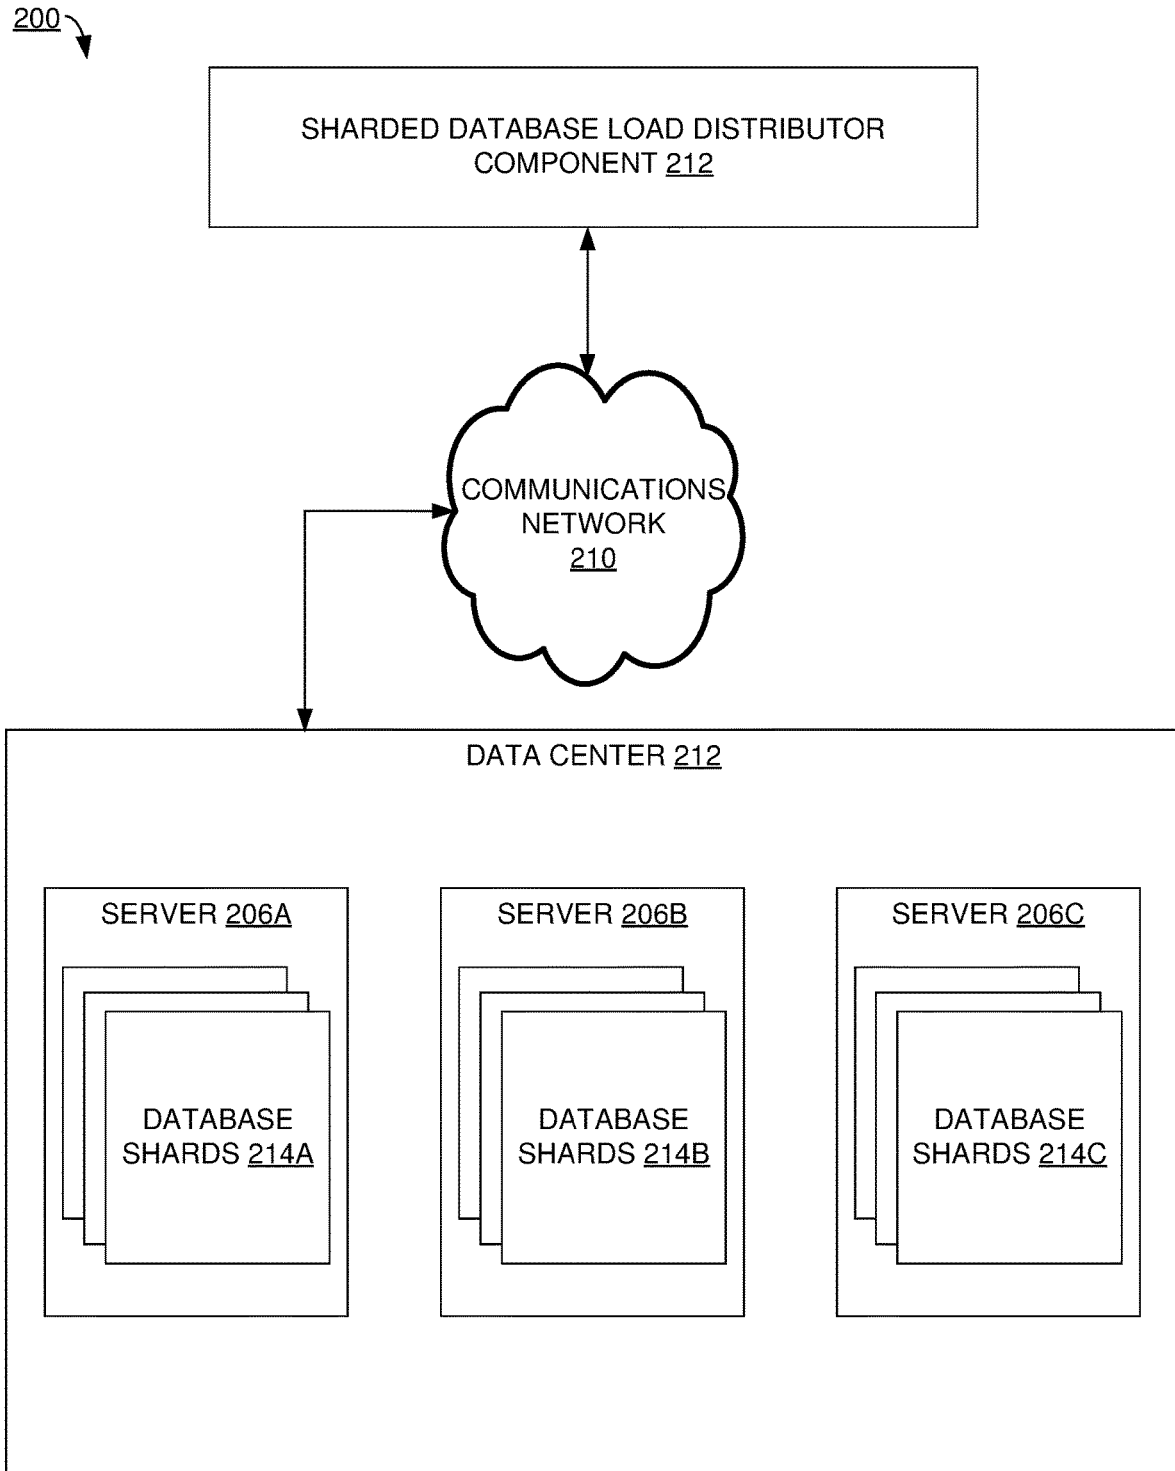 200
SHARDED DATABASE LOAD DISTRIBUTOR
COMPONENT 212
COMMUNICATIONS
NETWORK
210
DATA CENTER 212
SERVER 206A
DATABASE
SHARDS 214A
SERVER 206B
DATABASE
SHARDS 214B
SERVER 206C
DATABASE
SHARDS 214C